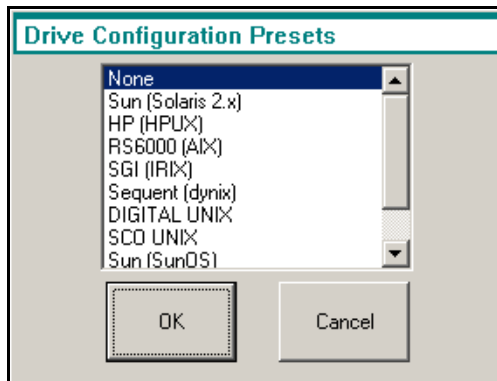 Drive Configuration Presets
None
Sun (Solaris 2.x)
HP (HPUX)
RS6000 (AIX)
SGI (IRIX)
Sequent (dynix)
DIGITAL UNIX
SCO UNIX
Sun (SunOS)
OK
Cancel